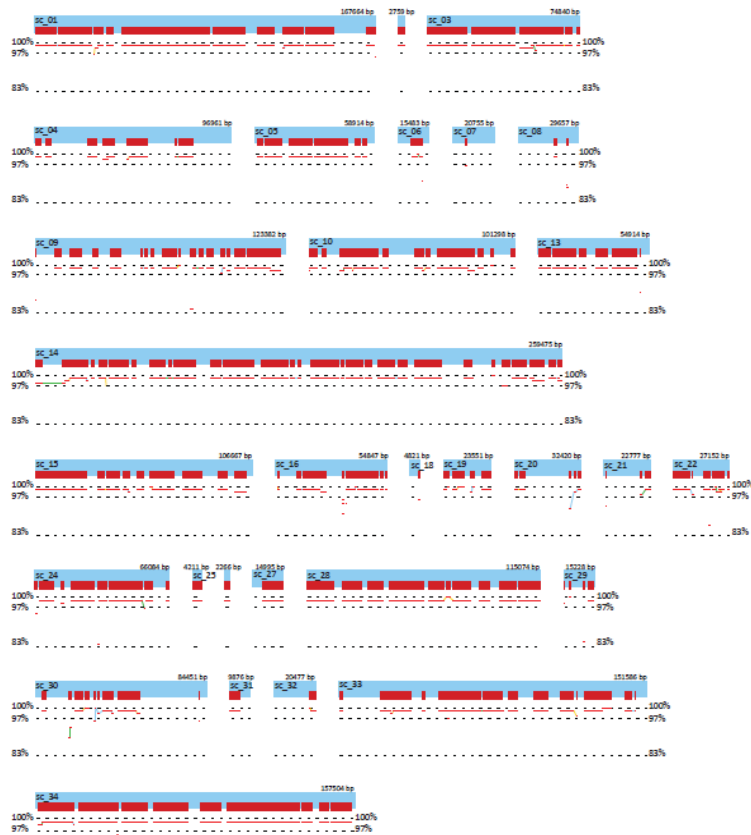 167664 bp 2759 bp 74840 bp
sc_01 sc_03
100% 100%
97% 97%
83% 83%
96961 bp 58914 bp 15483 bp 20755 bp 29657 bp
sc_04 sc_05 sc_06 sc_07 sc_08
100% 100%
97% 97%
83% 83%
123382 bp 101298 bp 54914 bp
sc_09 sc_10 sc_13
100% 100%
97% 97%
83% 83%
259475 bp
sc_14
100% 100%
97% 97%
83% 83%
106667 bp 54847 bp 4821 bp 23551 bp 32420 bp 22777 bp 27152 bp
sc_15 sc_16 sc_18 sc_19 sc_20 sc_21 sc_22
100% 100%
97% 97%
83% 83%
66084 bp 4211 bp 2266 bp 14995 bp 115074 bp 15228 bp
sc_24 sc_25 sc_27 sc_28 sc_29
100% 100%
97% 97%
83% 83%
84451 bp 9876 bp 20477 bp 151586 bp
sc_30 sc_31 sc_32 sc_33
100% 100%
97% 97%
83% 83%
157504 bp
sc_34
100% 100%
97% 97%